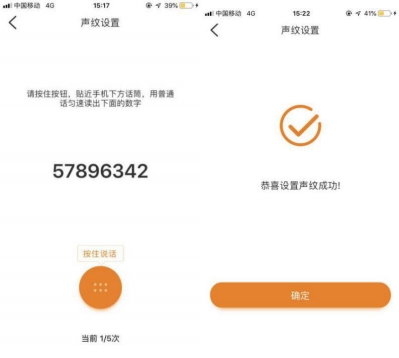 中国移动 4G 15:17 39%
声纹设置
请按住按钮，贴近手机下方话筒，用普通
话匀速读出下面的数字
57896342
按住说话
当前 1/5次
中国移动 4G 15:22 41%
声纹设置
恭喜设置声纹成功!
确定